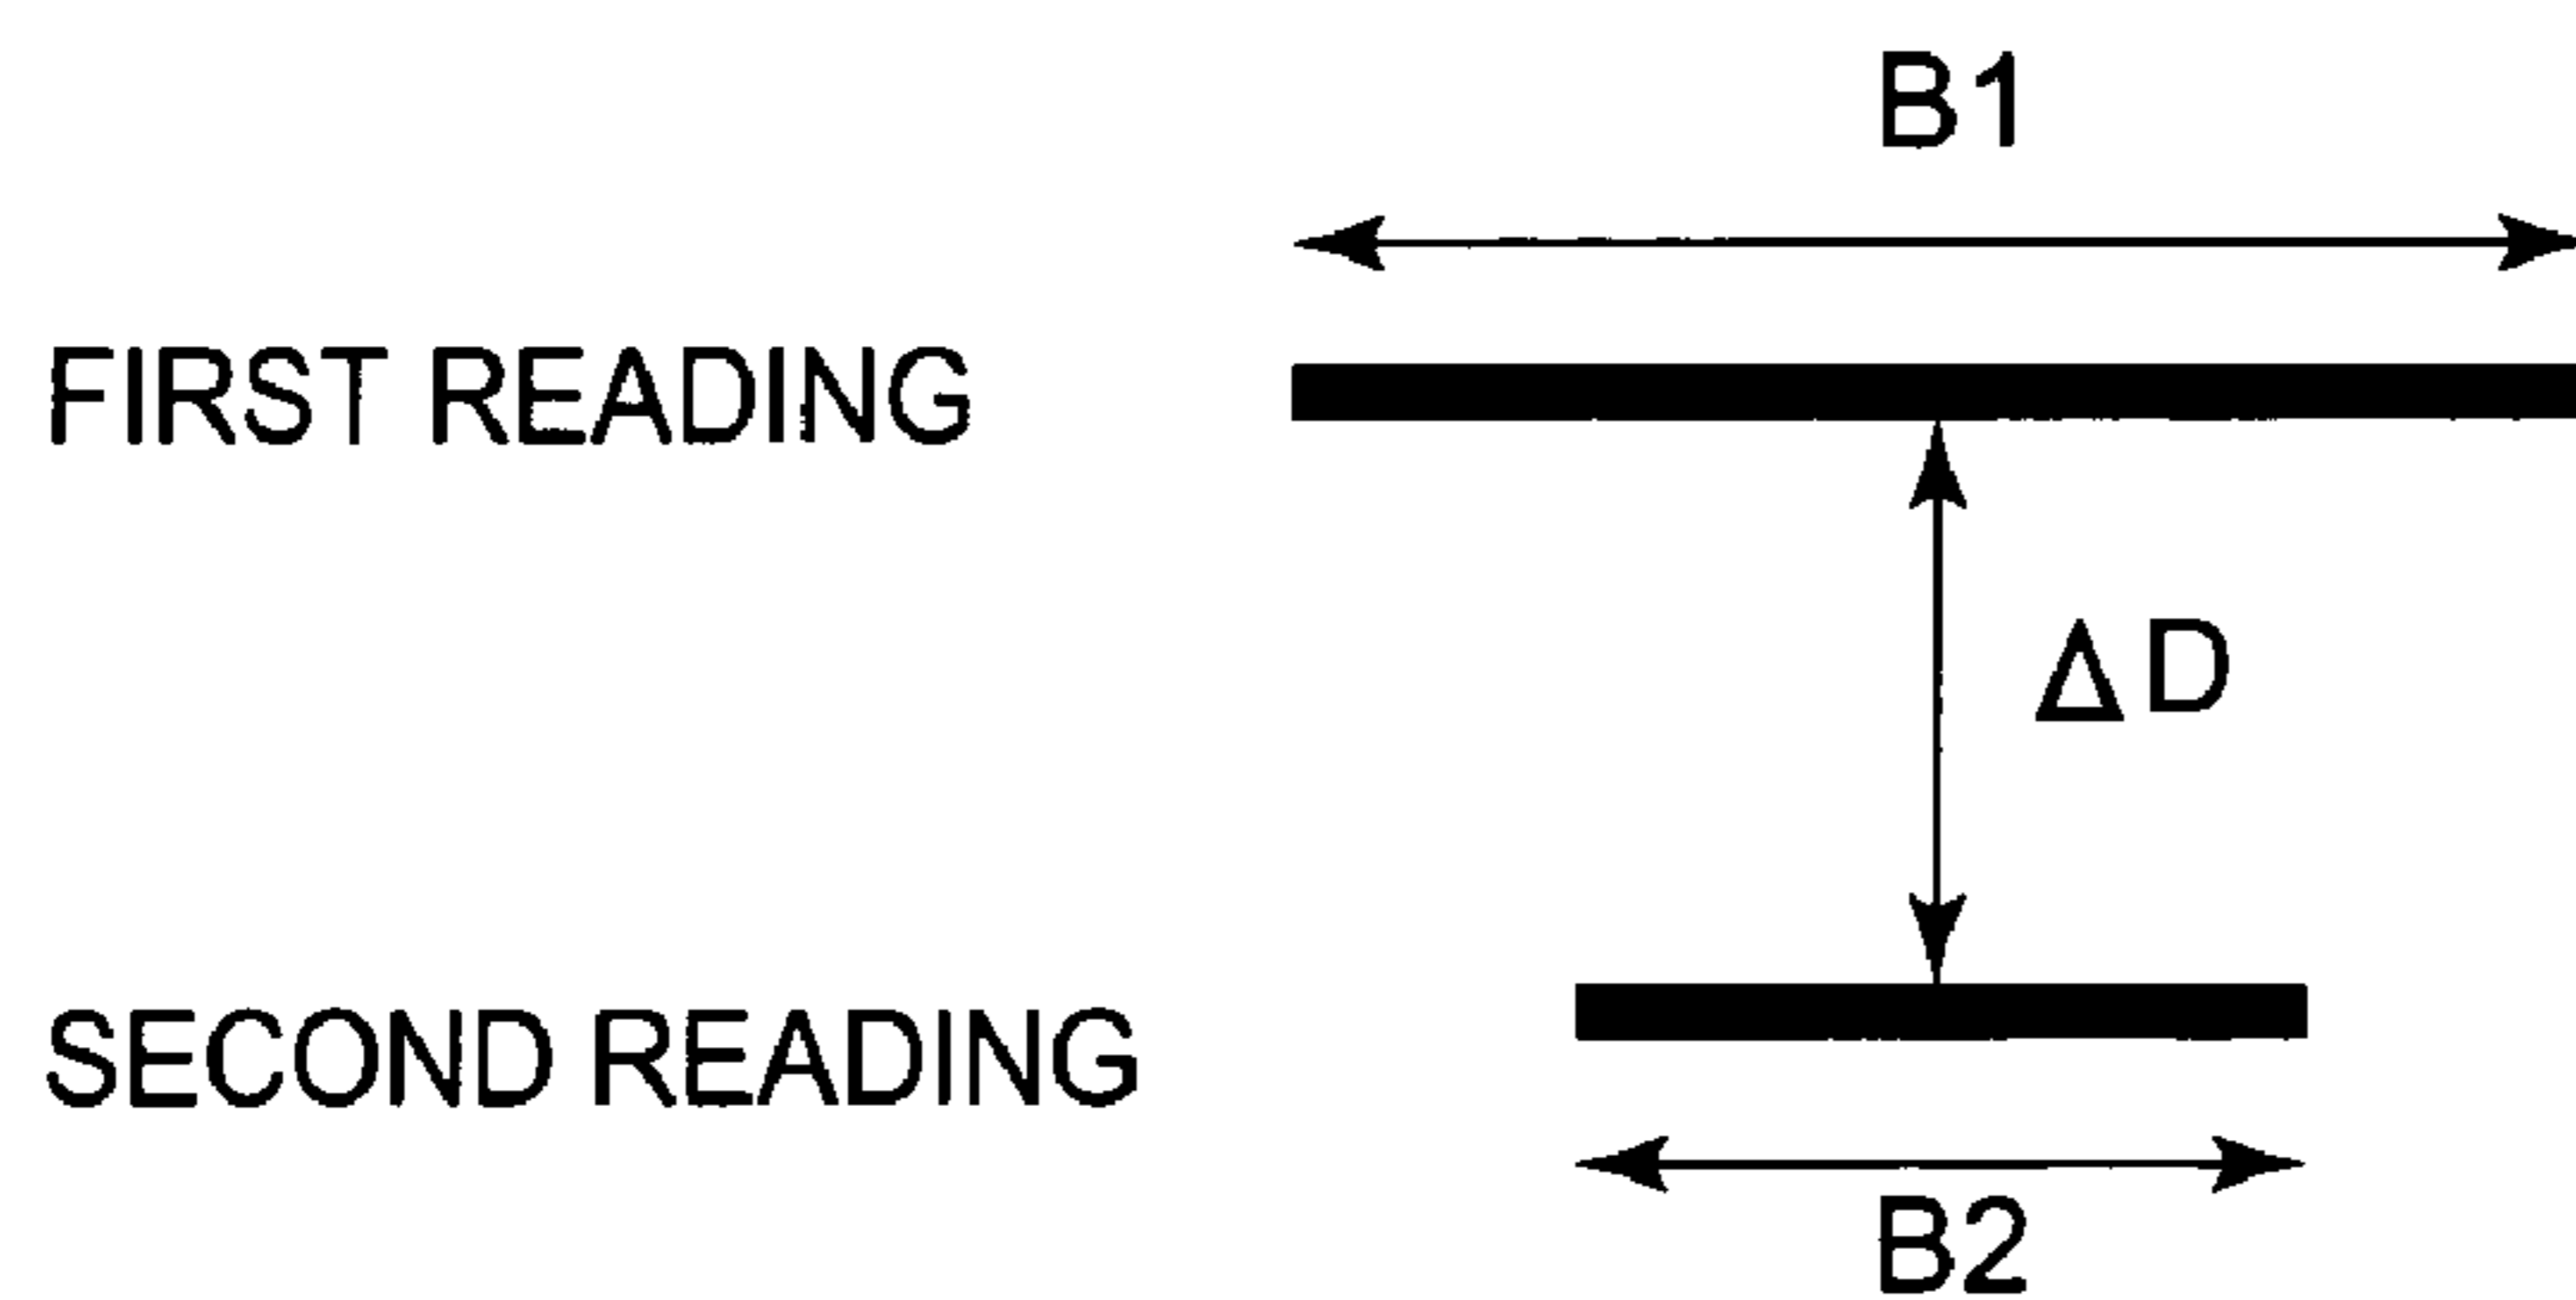 B1
FIRST READING
ΔD
SECOND READING
B2